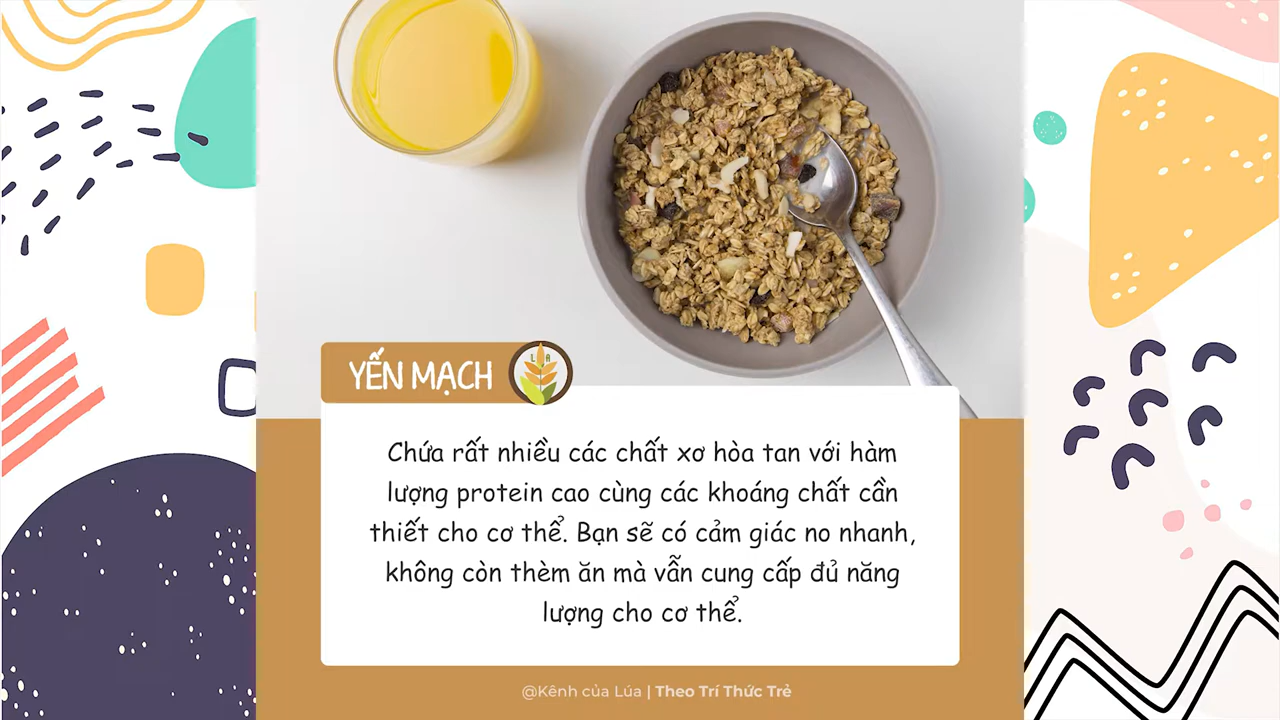 YẾN MẠCH
LÚA
Chứa rất nhiều các chất xơ hòa tan với hàm
lượng protein cao cùng các khoáng chất cần
thiết cho cơ thể. Bạn sẽ có cảm giác no nhanh,
không còn thèm ăn mà vẫn cung cấp đủ năng
lượng cho cơ thể.
@Kênh của Lúa | Theo Trí Thức Trẻ